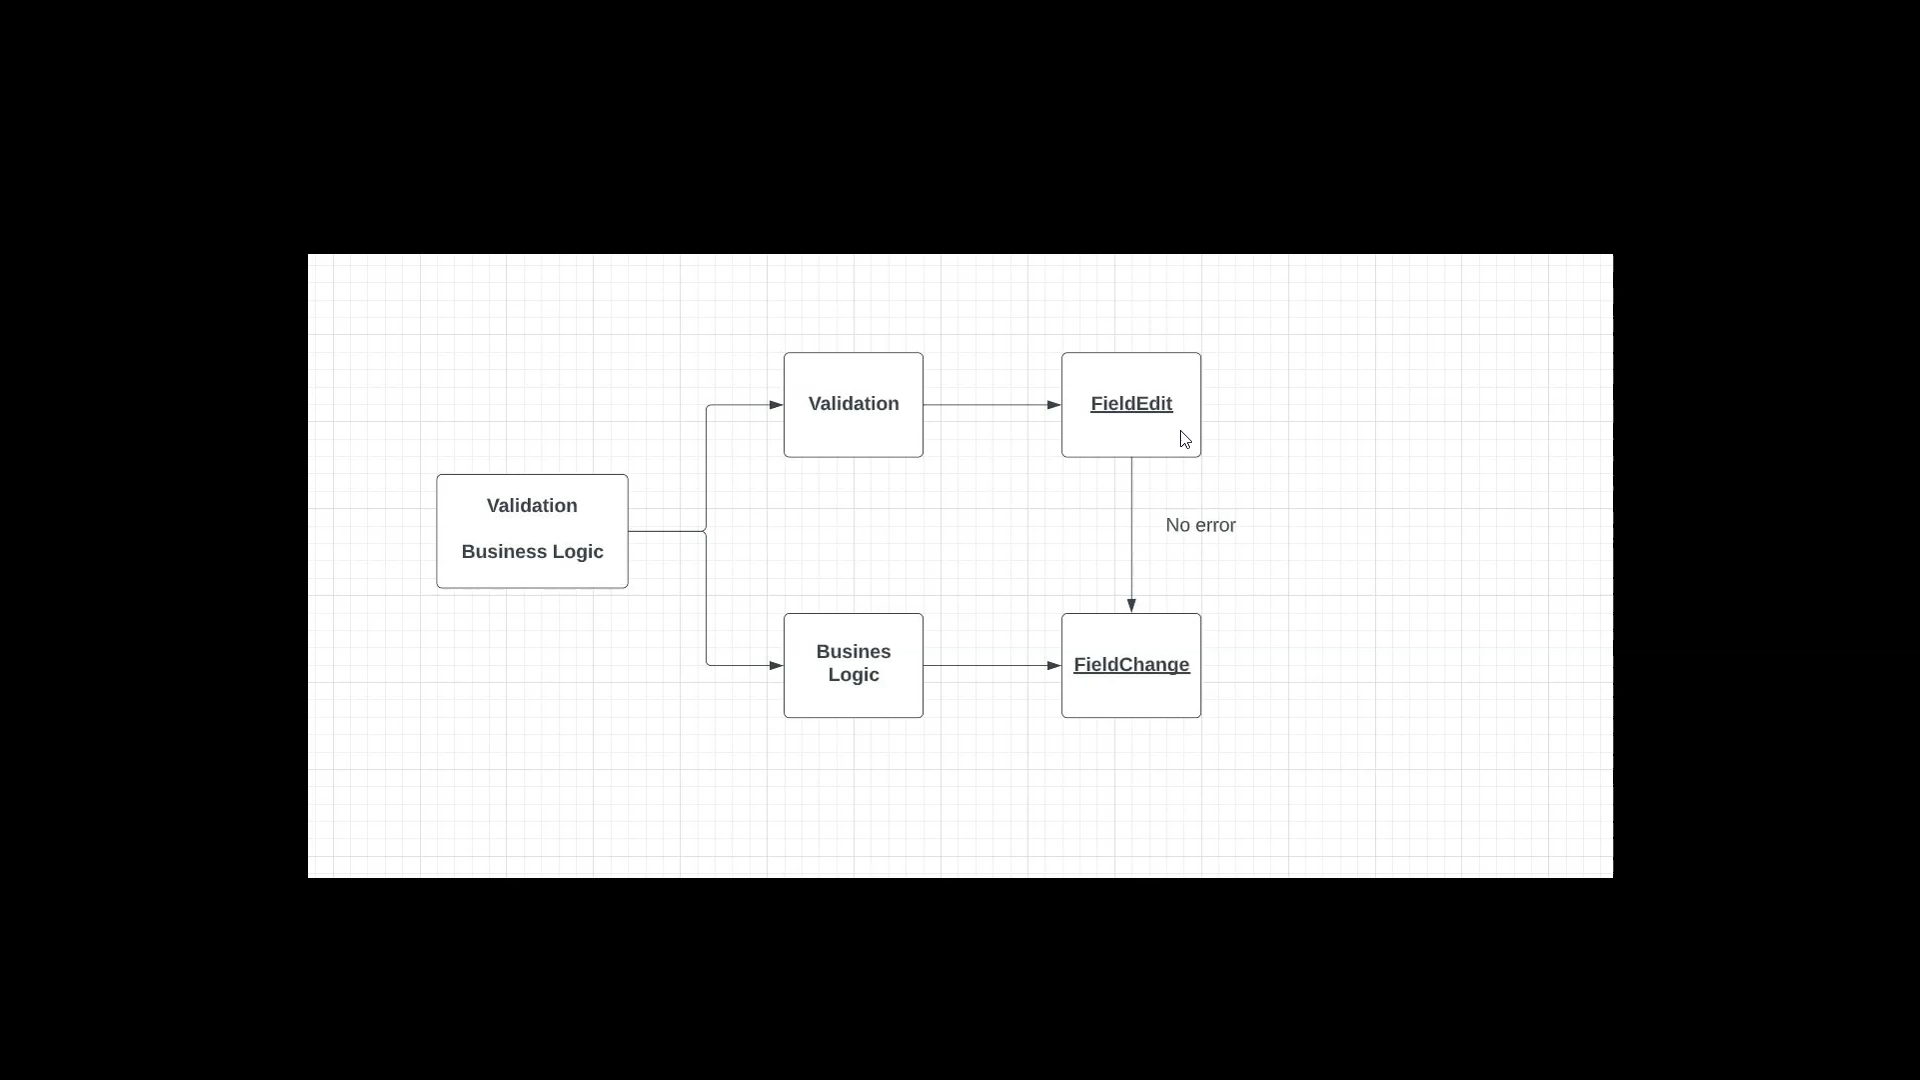 Validation
FieldEdit
Validation
Business Logic
No error
Busines
Logic
FieldChange